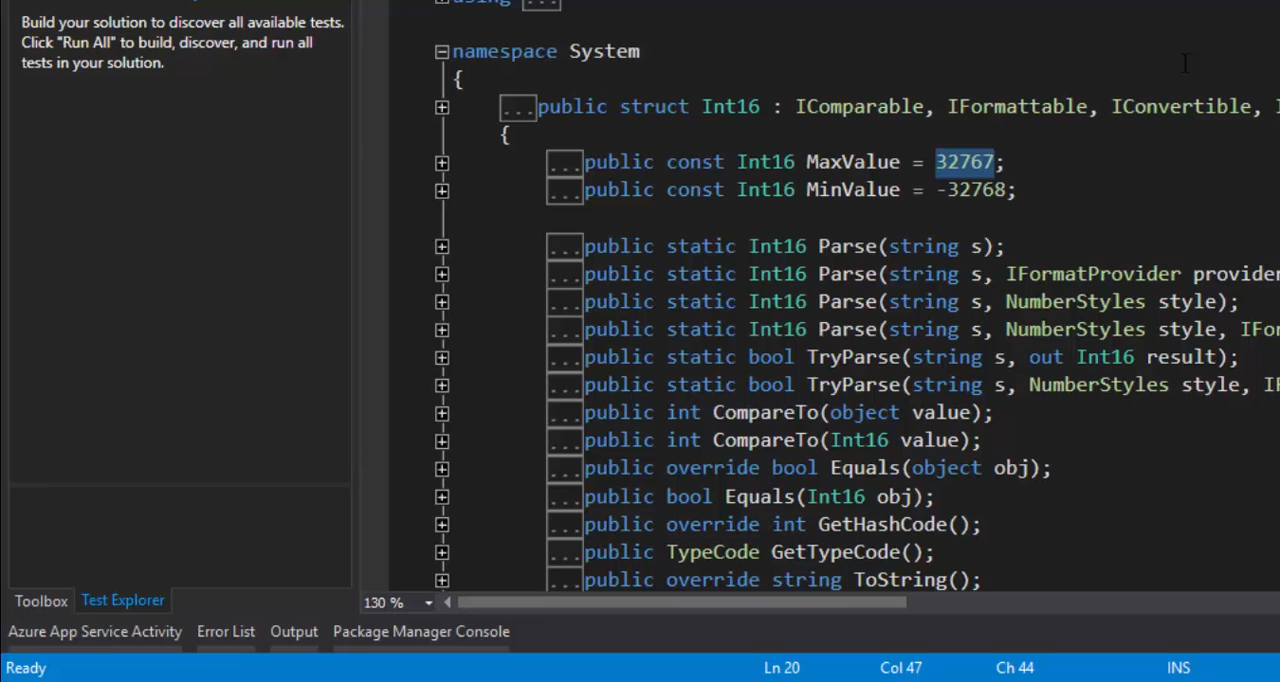 Build your solution to discover all available tests.
Click "Run All" to build, discover, and run all
tests in your solution.
using ...
namespace System
{
...public struct Int16 : IComparable, IFormattable, IConvertible,
{
...public const Int16 MaxValue = 32767;
...public const Int16 MinValue = -32768;
...public static Int16 Parse(string s);
...public static Int16 Parse(string s, IFormatProvider provider
...public static Int16 Parse(string s, NumberStyles style);
...public static Int16 Parse(string s, NumberStyles style, IFor
...public static bool TryParse(string s, out Int16 result);
...public static bool TryParse(string s, NumberStyles style, IF
...public int CompareTo(object value);
...public int CompareTo(Int16 value);
...public override bool Equals(object obj);
...public bool Equals(Int16 obj);
...public override int GetHashCode();
...public TypeCode GetTypeCode();
...public override string ToString();
Toolbox Test Explorer
130 %
Azure App Service Activity Error List Output Package Manager Console
Ready Ln 20 Col 47 Ch 44 INS